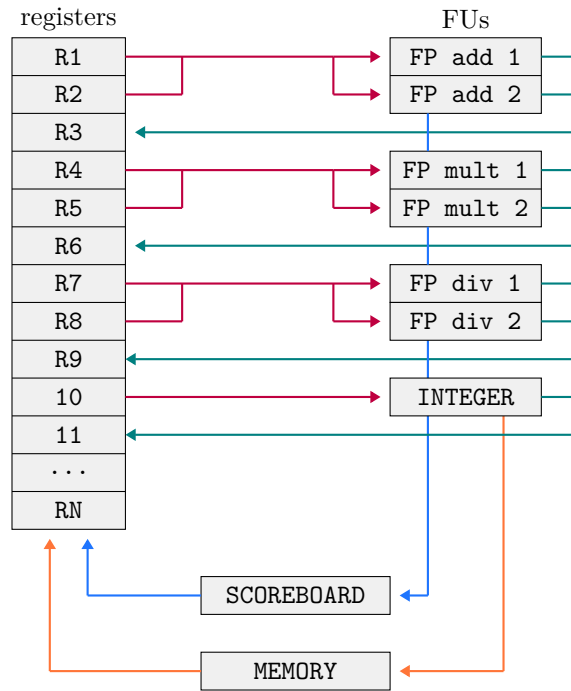 registers
FUs
R1
R2
R3
R4
R5
R6
R7
R8
R9
10
11
...
RN
FP add 1
FP add 2
FP mult 1
FP mult 2
FP div 1
FP div 2
INTEGER
SCOREBOARD
MEMORY